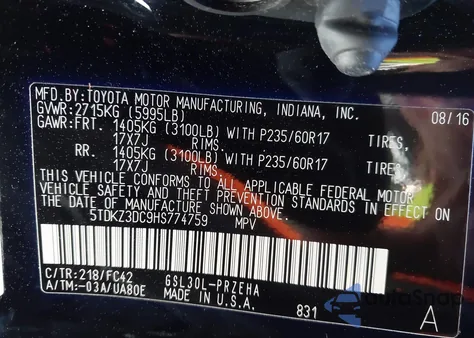 MFD.BY:TOYOTA MOTOR MANUFACTURING, INDIANA, INC. 08/16
GVWR:2715KG (5995LB)
GAWR:FRT. 1405KG (3100LB) WITH P235/60R17 TIRES,
17X7J RIMS.
RR. 1405KG (3100LB) WITH P235/60R17 TIRES,
17X7J RIMS.
THIS VEHICLE CONFORMS TO ALL APPLICABLE FEDERAL MOTOR
VEHICLE SAFETY AND THEFT PREVENTION STANDARDS IN EFFECT ON
THE DATE OF MANUFACTURE SHOWN ABOVE.
5TDKZ3DC9HS774759 MPV
C/TR:218/FC42 GSL30L-PRZEHA
A/TM:-03A/UA80E MADE IN U.S.A. 831 A
AutoSnap